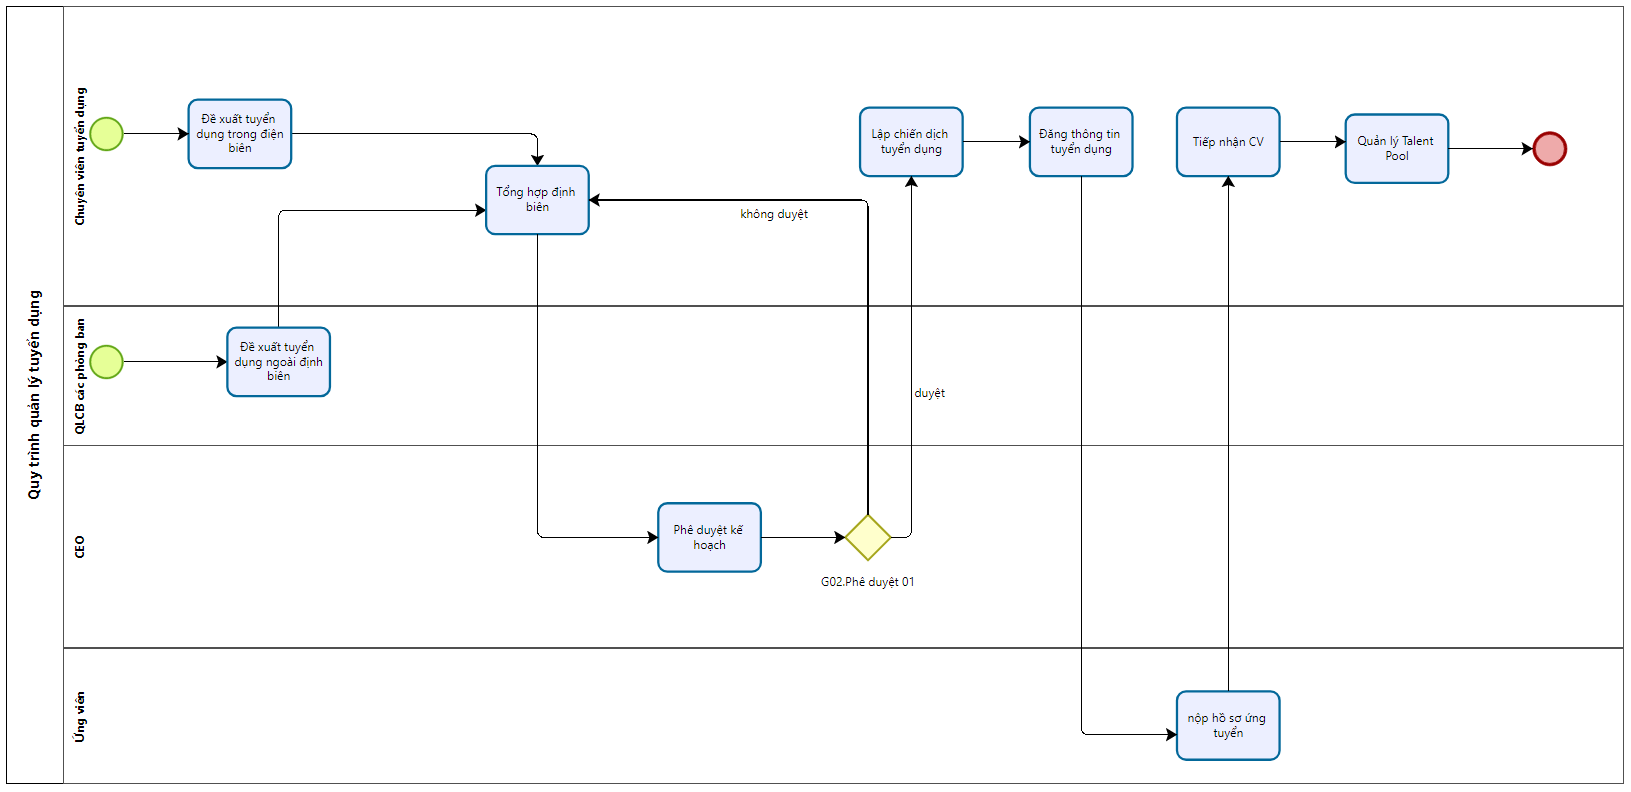 Quy trình quản lý tuyển dụng
Chuyên viên tuyển dụng
Đề xuất tuyển
dụng trong điện
biên
Tổng hợp định
biên
không duyệt
Lập chiến dịch
tuyển dụng
Đăng thông tin
tuyển dụng
Tiếp nhận CV
Quản lý Talent
Pool
QLCB các phòng ban
Đề xuất tuyển
dụng ngoài định
biên
duyệt
CEO
Phê duyệt kế
hoạch
G02.Phê duyệt 01
Ứng viên
nộp hồ sơ ứng
tuyển